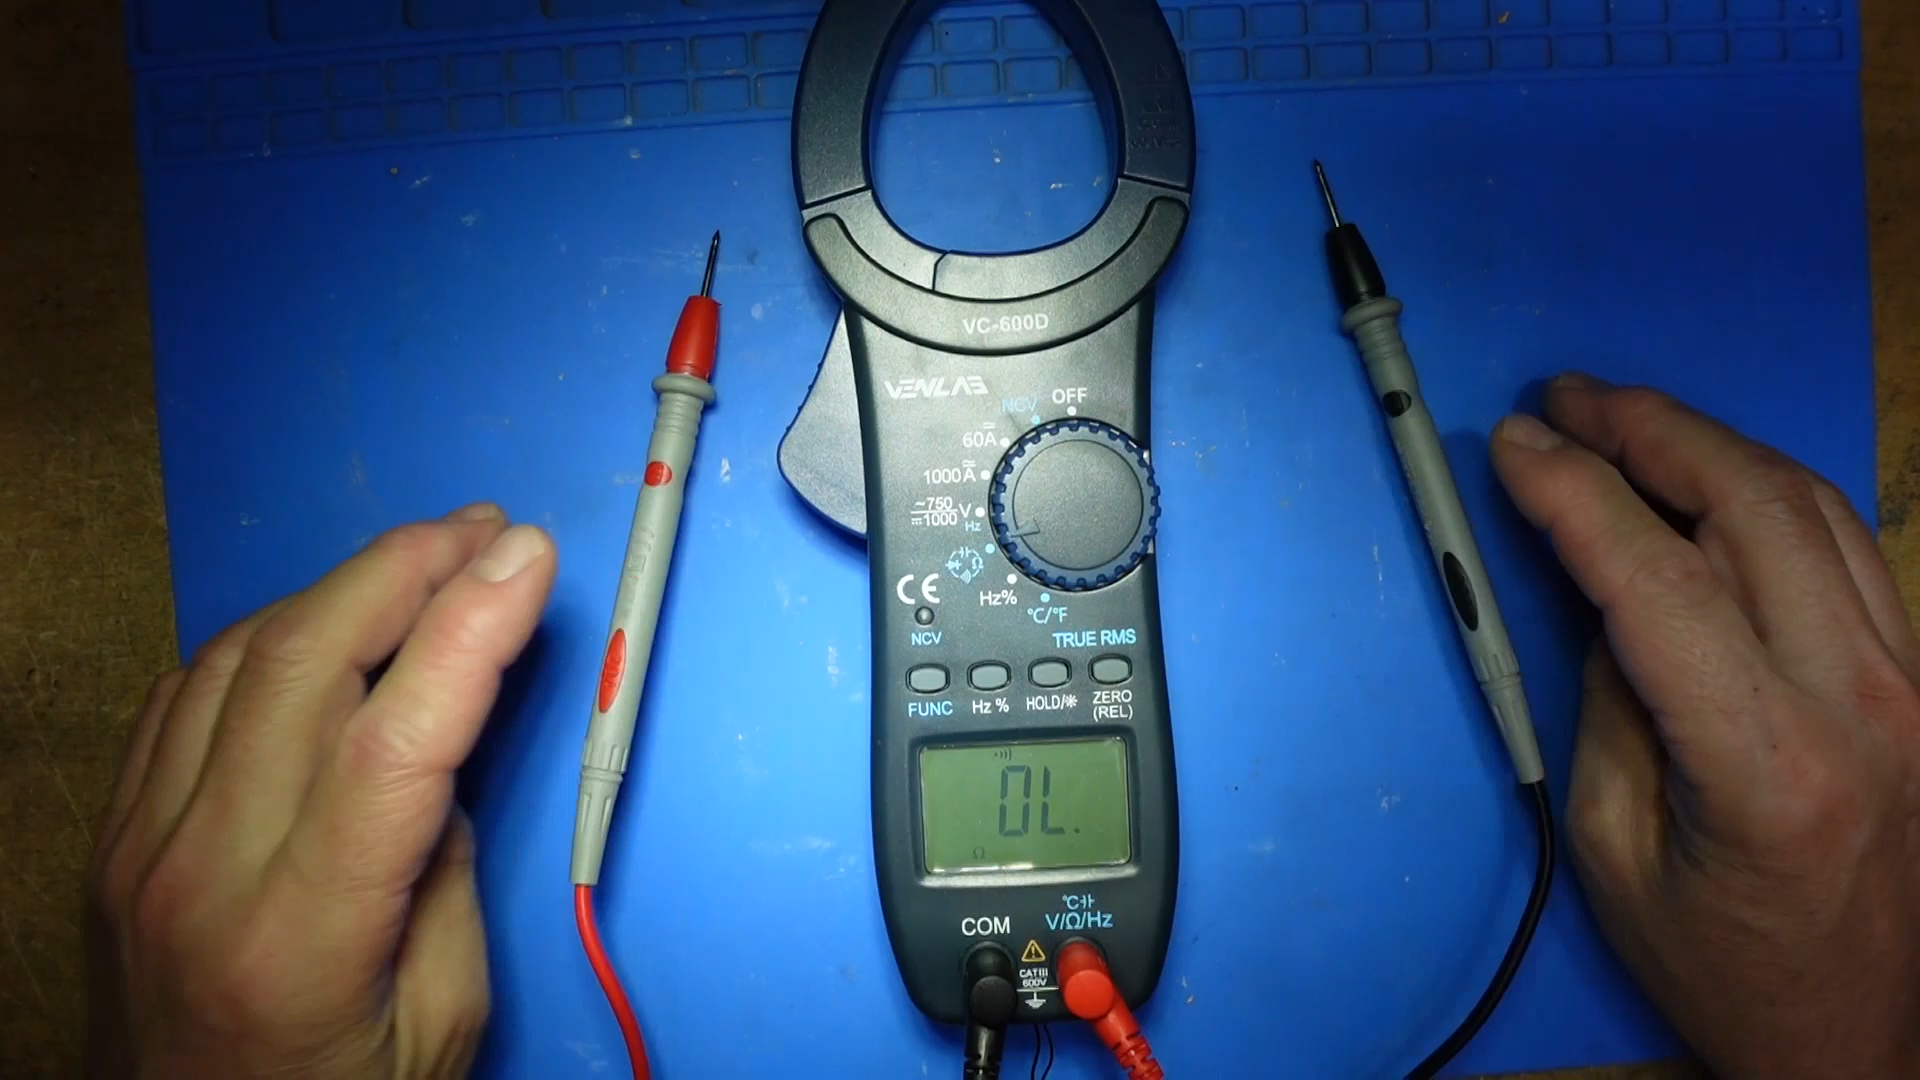 VC-600D
VENLAB
NCV OFF
60A
1000A
~750
⎓1000 V
Hz
Ω
CE
Hz%
°C/°F
NCV
TRUE RMS
FUNC Hz % HOLD/☀ ZERO
(REL)
OL.
Ω
°C
COM V/Ω/Hz
CAT III
600V